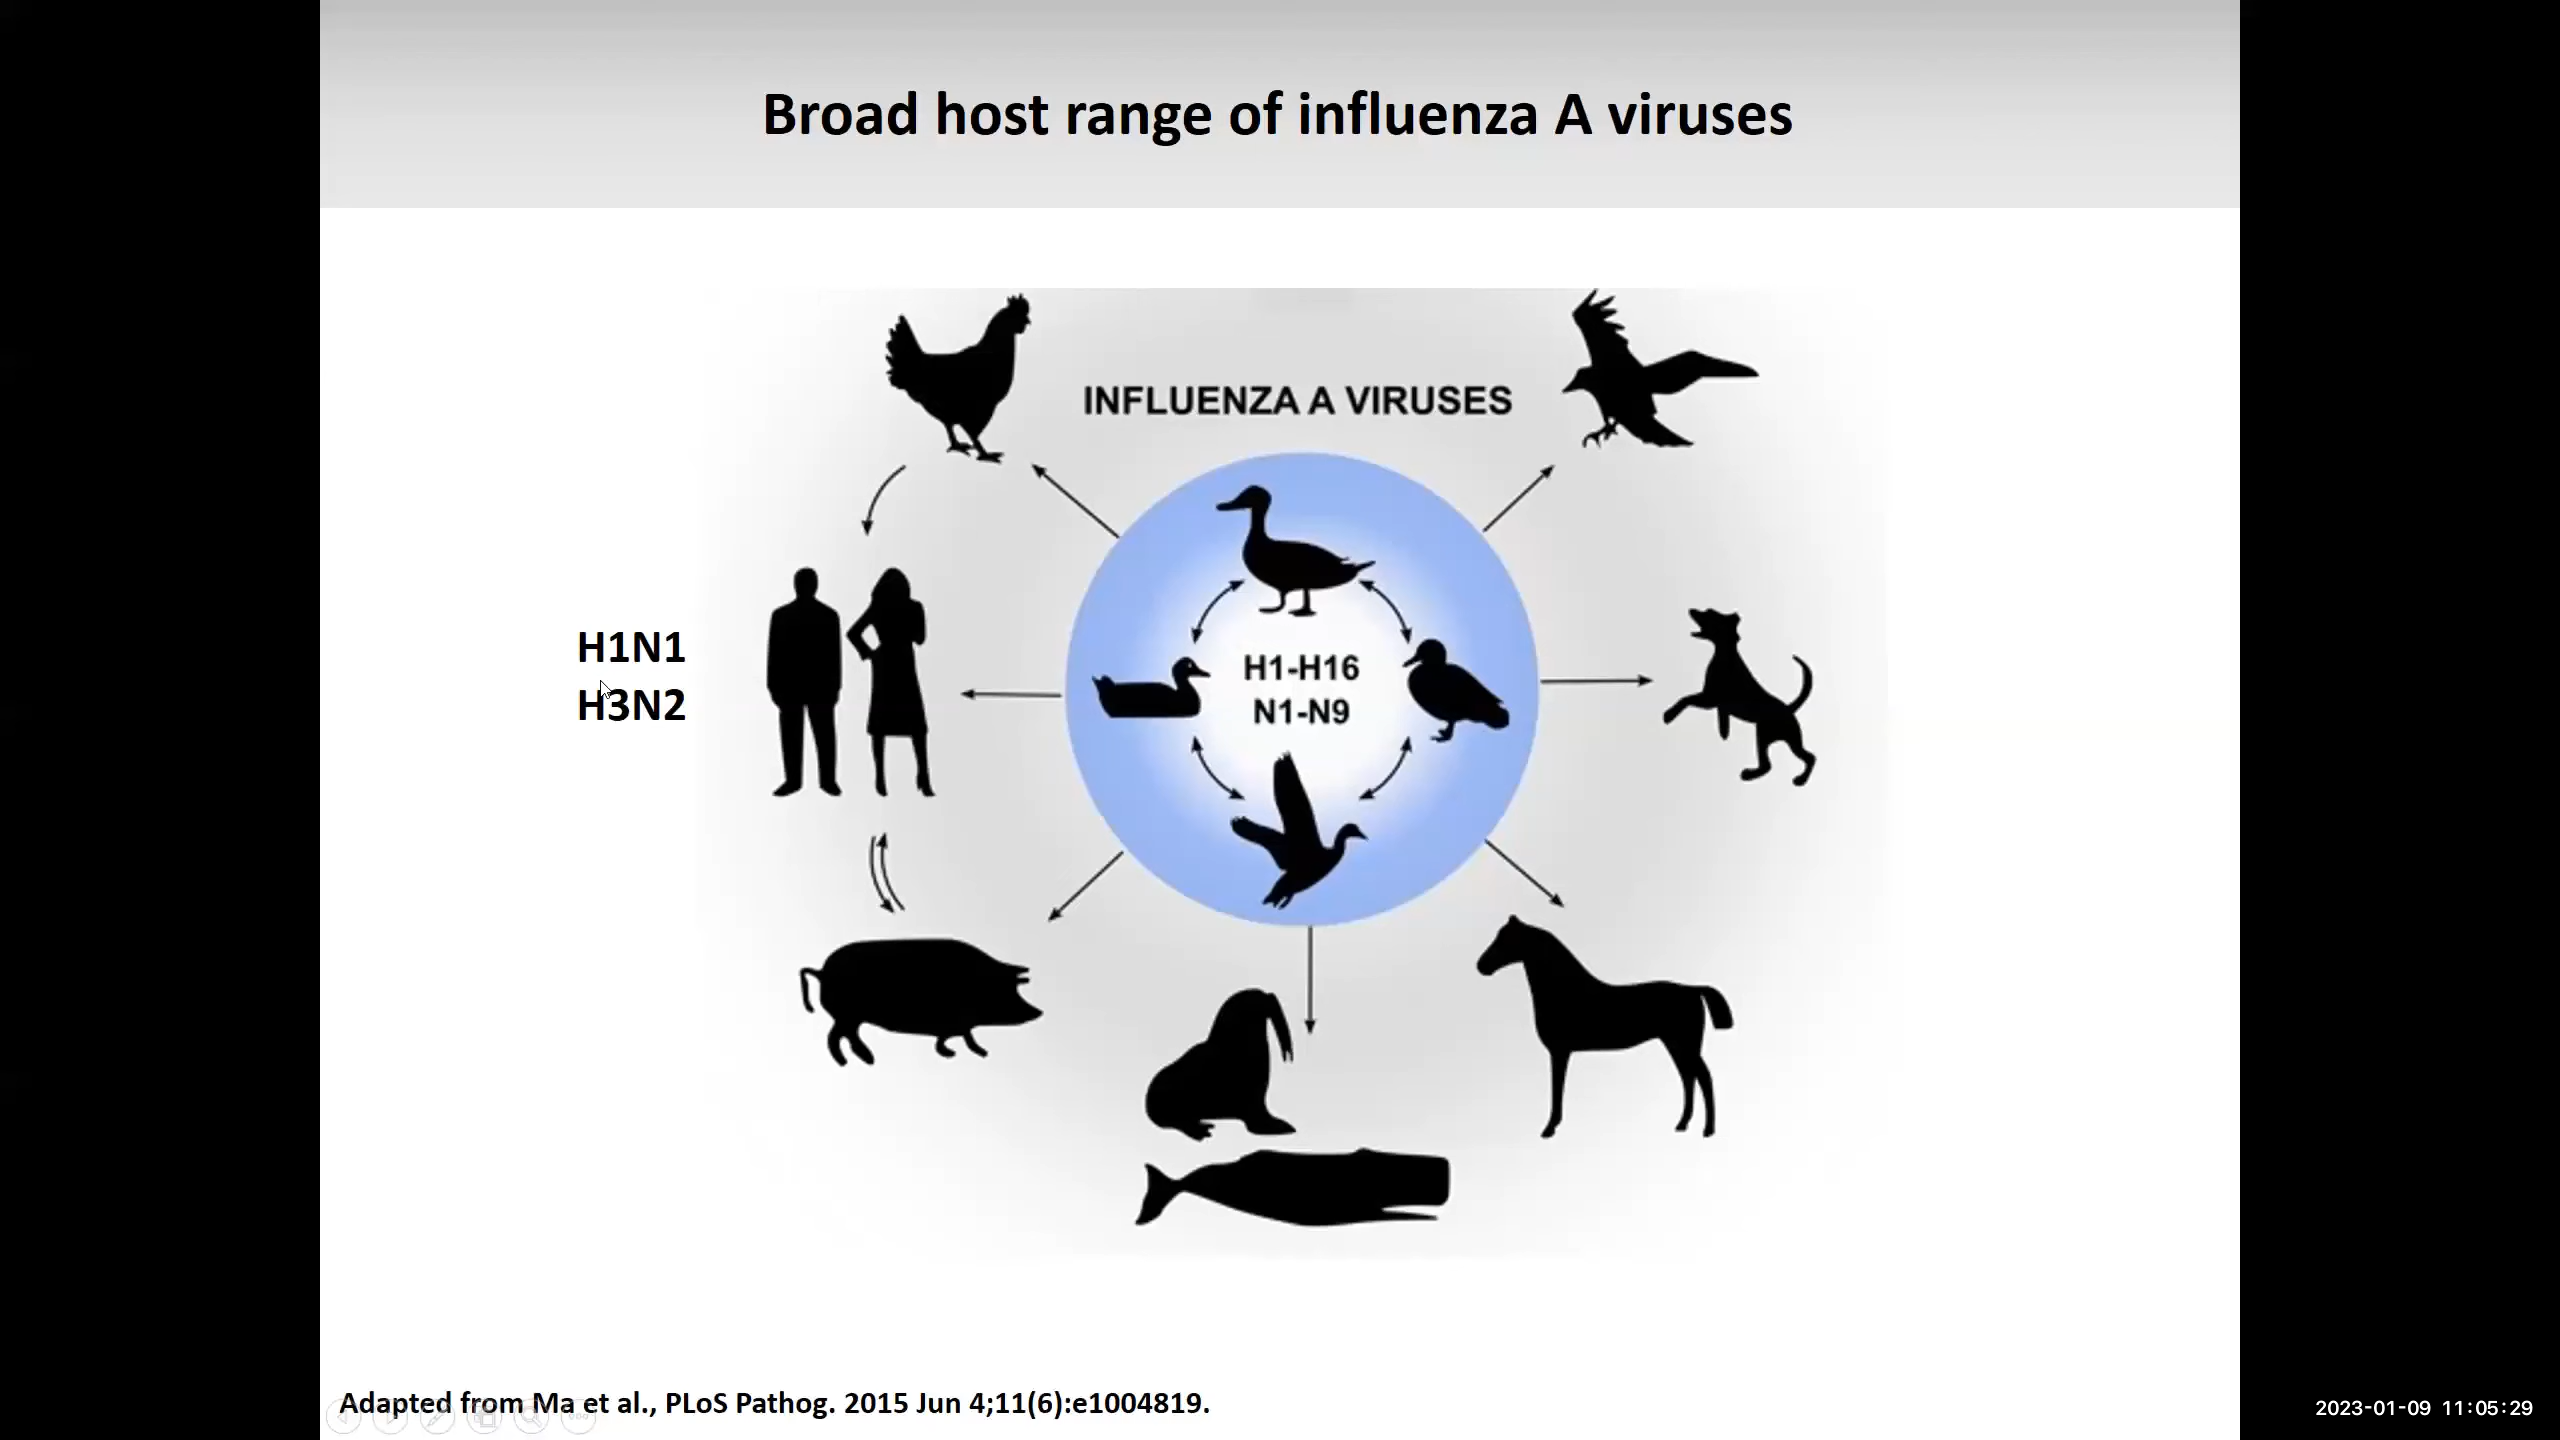 Broad host range of influenza A viruses
INFLUENZA A VIRUSES
H1N1
H3N2
H1-H16
N1-N9
Adapted from Ma et al., PLoS Pathog. 2015 Jun 4;11(6):e1004819.
2023-01-09 11:05:29